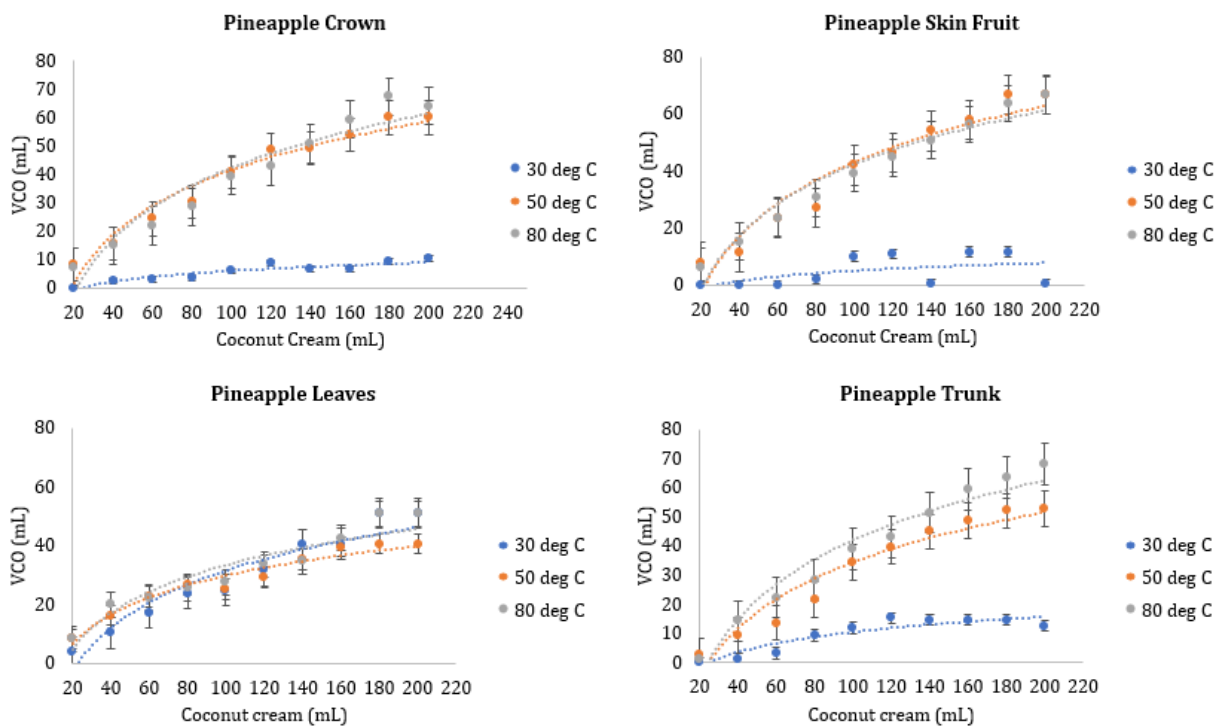 Pineapple Crown
80
70
60
50
40
30
20
10
0
VCO (mL)
20 40 60 80 100 120 140 160 180 200 220 240
Coconut Cream (mL)
30 deg C
50 deg C
80 deg C
Pineapple Skin Fruit
80
60
40
20
0
VCO (mL)
20 40 60 80 100 120 140 160 180 200 220
Coconut Cream (mL)
30 deg C
50 deg C
80 deg C
Pineapple Leaves
80
60
40
20
0
VCO (mL)
20 40 60 80 100 120 140 160 180 200 220
Coconut cream (mL)
30 deg C
50 deg C
80 deg C
Pineapple Trunk
80
70
60
50
40
30
20
10
0
VCO (mL)
20 40 60 80 100 120 140 160 180 200 220
Coconut cream (mL)
30 deg C
50 deg C
80 deg C